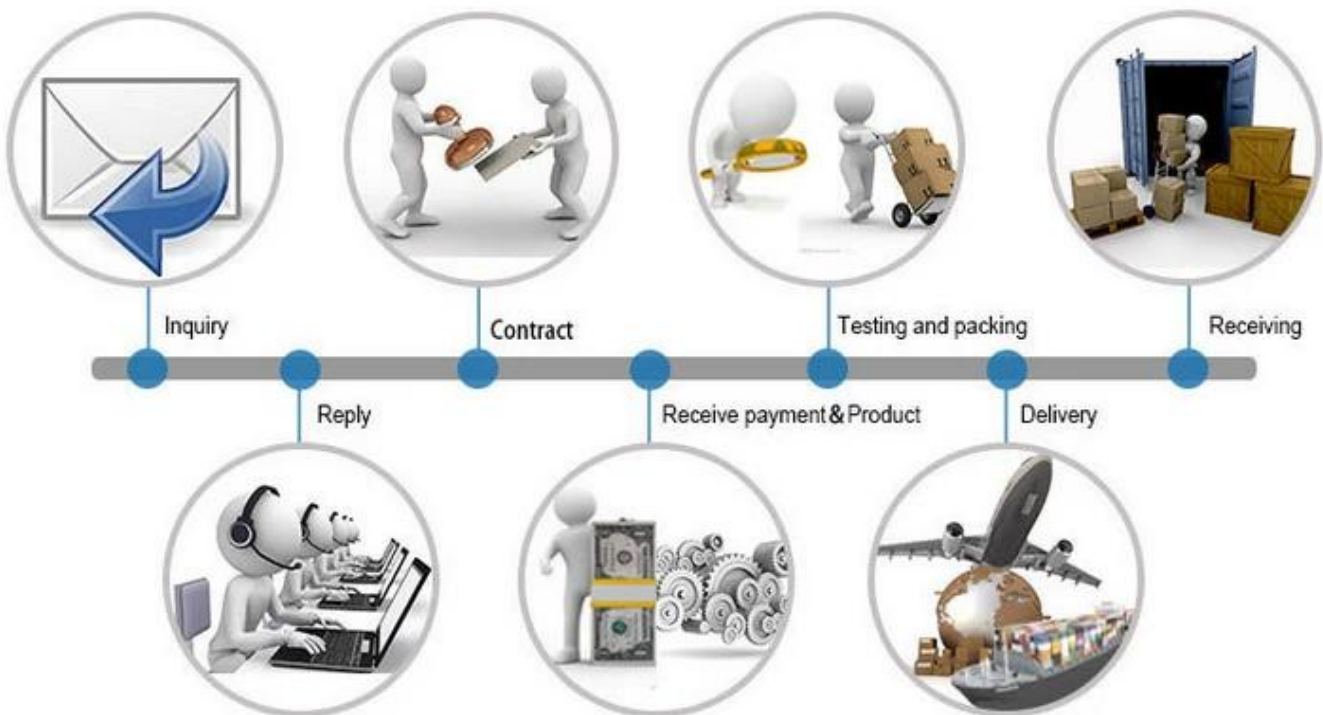 Inquiry
Reply
Contract
Receive payment&Product
Testing and packing
Delivery
Receiving